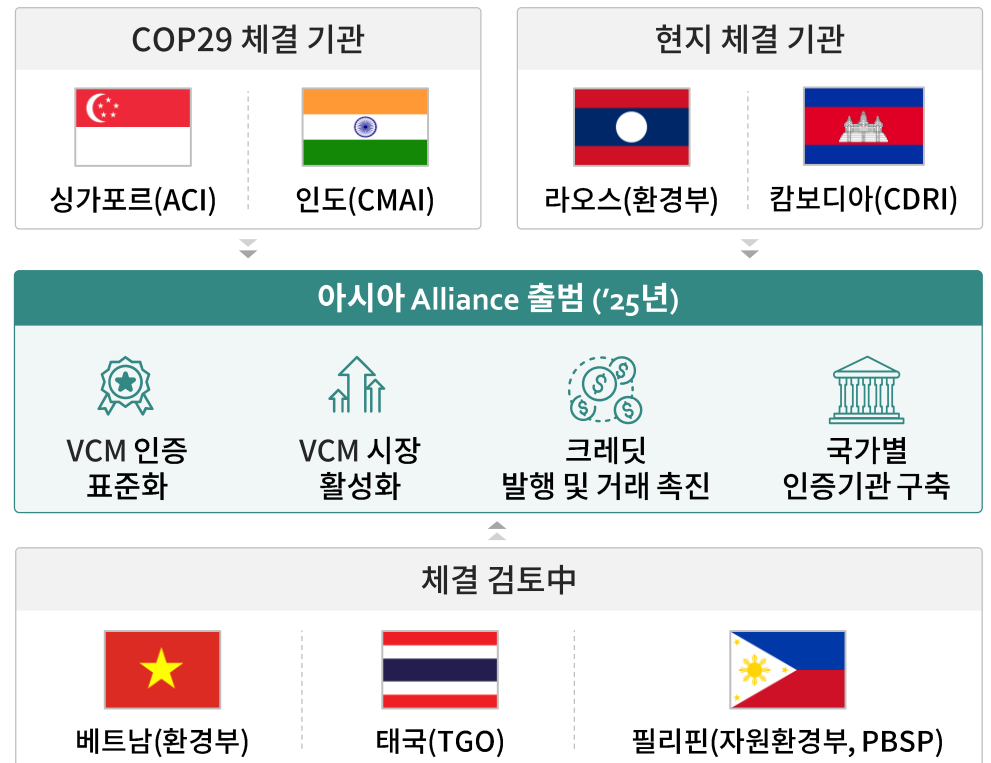 COP29 체결 기관
현지 체결 기관
싱가포르(ACI)
인도(CMAI)
라오스(환경부)
캄보디아(CDRI)
아시아 Alliance 출범 (’25년)
VCM 인증
표준화
VCM 시장
활성화
크레딧
발행 및 거래 촉진
국가별
인증기관 구축
체결 검토中
베트남(환경부)
태국(TGO)
필리핀(자원환경부, PBSP)